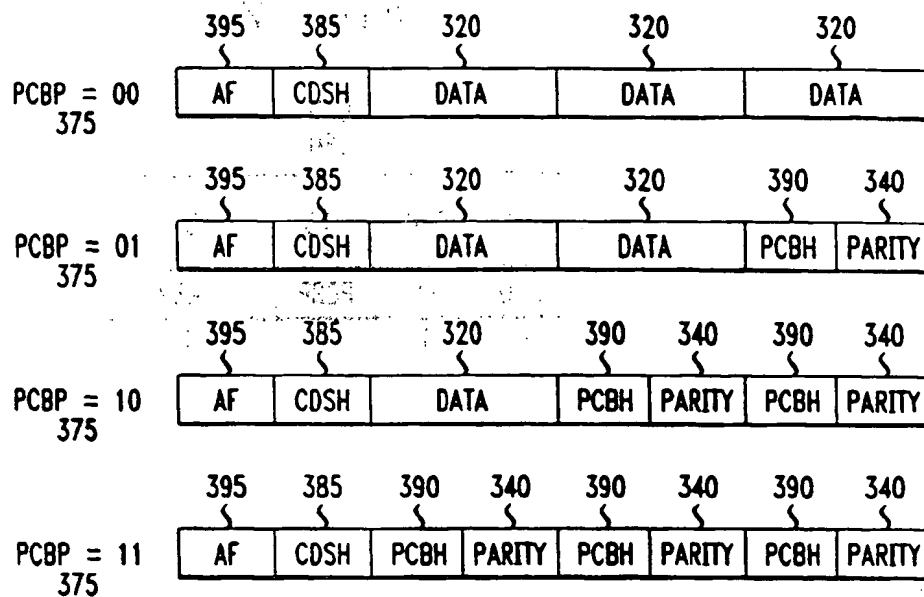 395 385 320 320 320
PCBP = 00 AF CDSH DATA DATA DATA
375
395 385 320 320 390 340
PCBP = 01 AF CDSH DATA DATA PCBH PARITY
375
395 385 320 390 340 390 340
PCBP = 10 AF CDSH DATA PCBH PARITY PCBH PARITY
375
395 385 390 340 390 340 390 340
PCBP = 11 AF CDSH PCBH PARITY PCBH PARITY PCBH PARITY
375